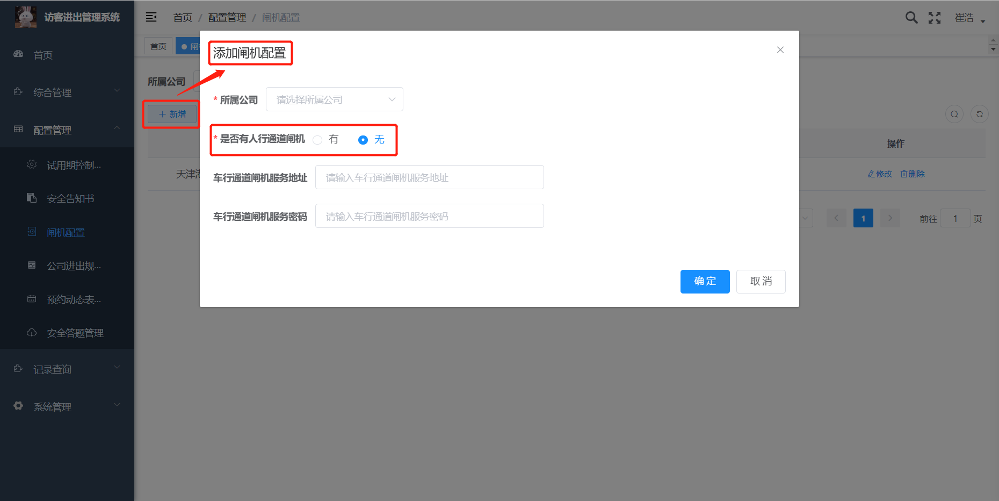 访客进出管理系统
首页 / 配置管理 / 闸机配置
崔浩
首页
综合管理
配置管理
试用期控制...
安全告知书
闸机配置
公司进出规...
预约动态表...
安全答题管理
记录查询
系统管理
首页
所属公司
+ 新增
操作
天津
修改 删除
1
前往 1 页
添加闸机配置
* 所属公司 请选择所属公司
* 是否有人行通道闸机 有 无
车行通道闸机服务地址 请输入车行通道闸机服务地址
车行通道闸机服务密码 请输入车行通道闸机服务密码
确定 取消